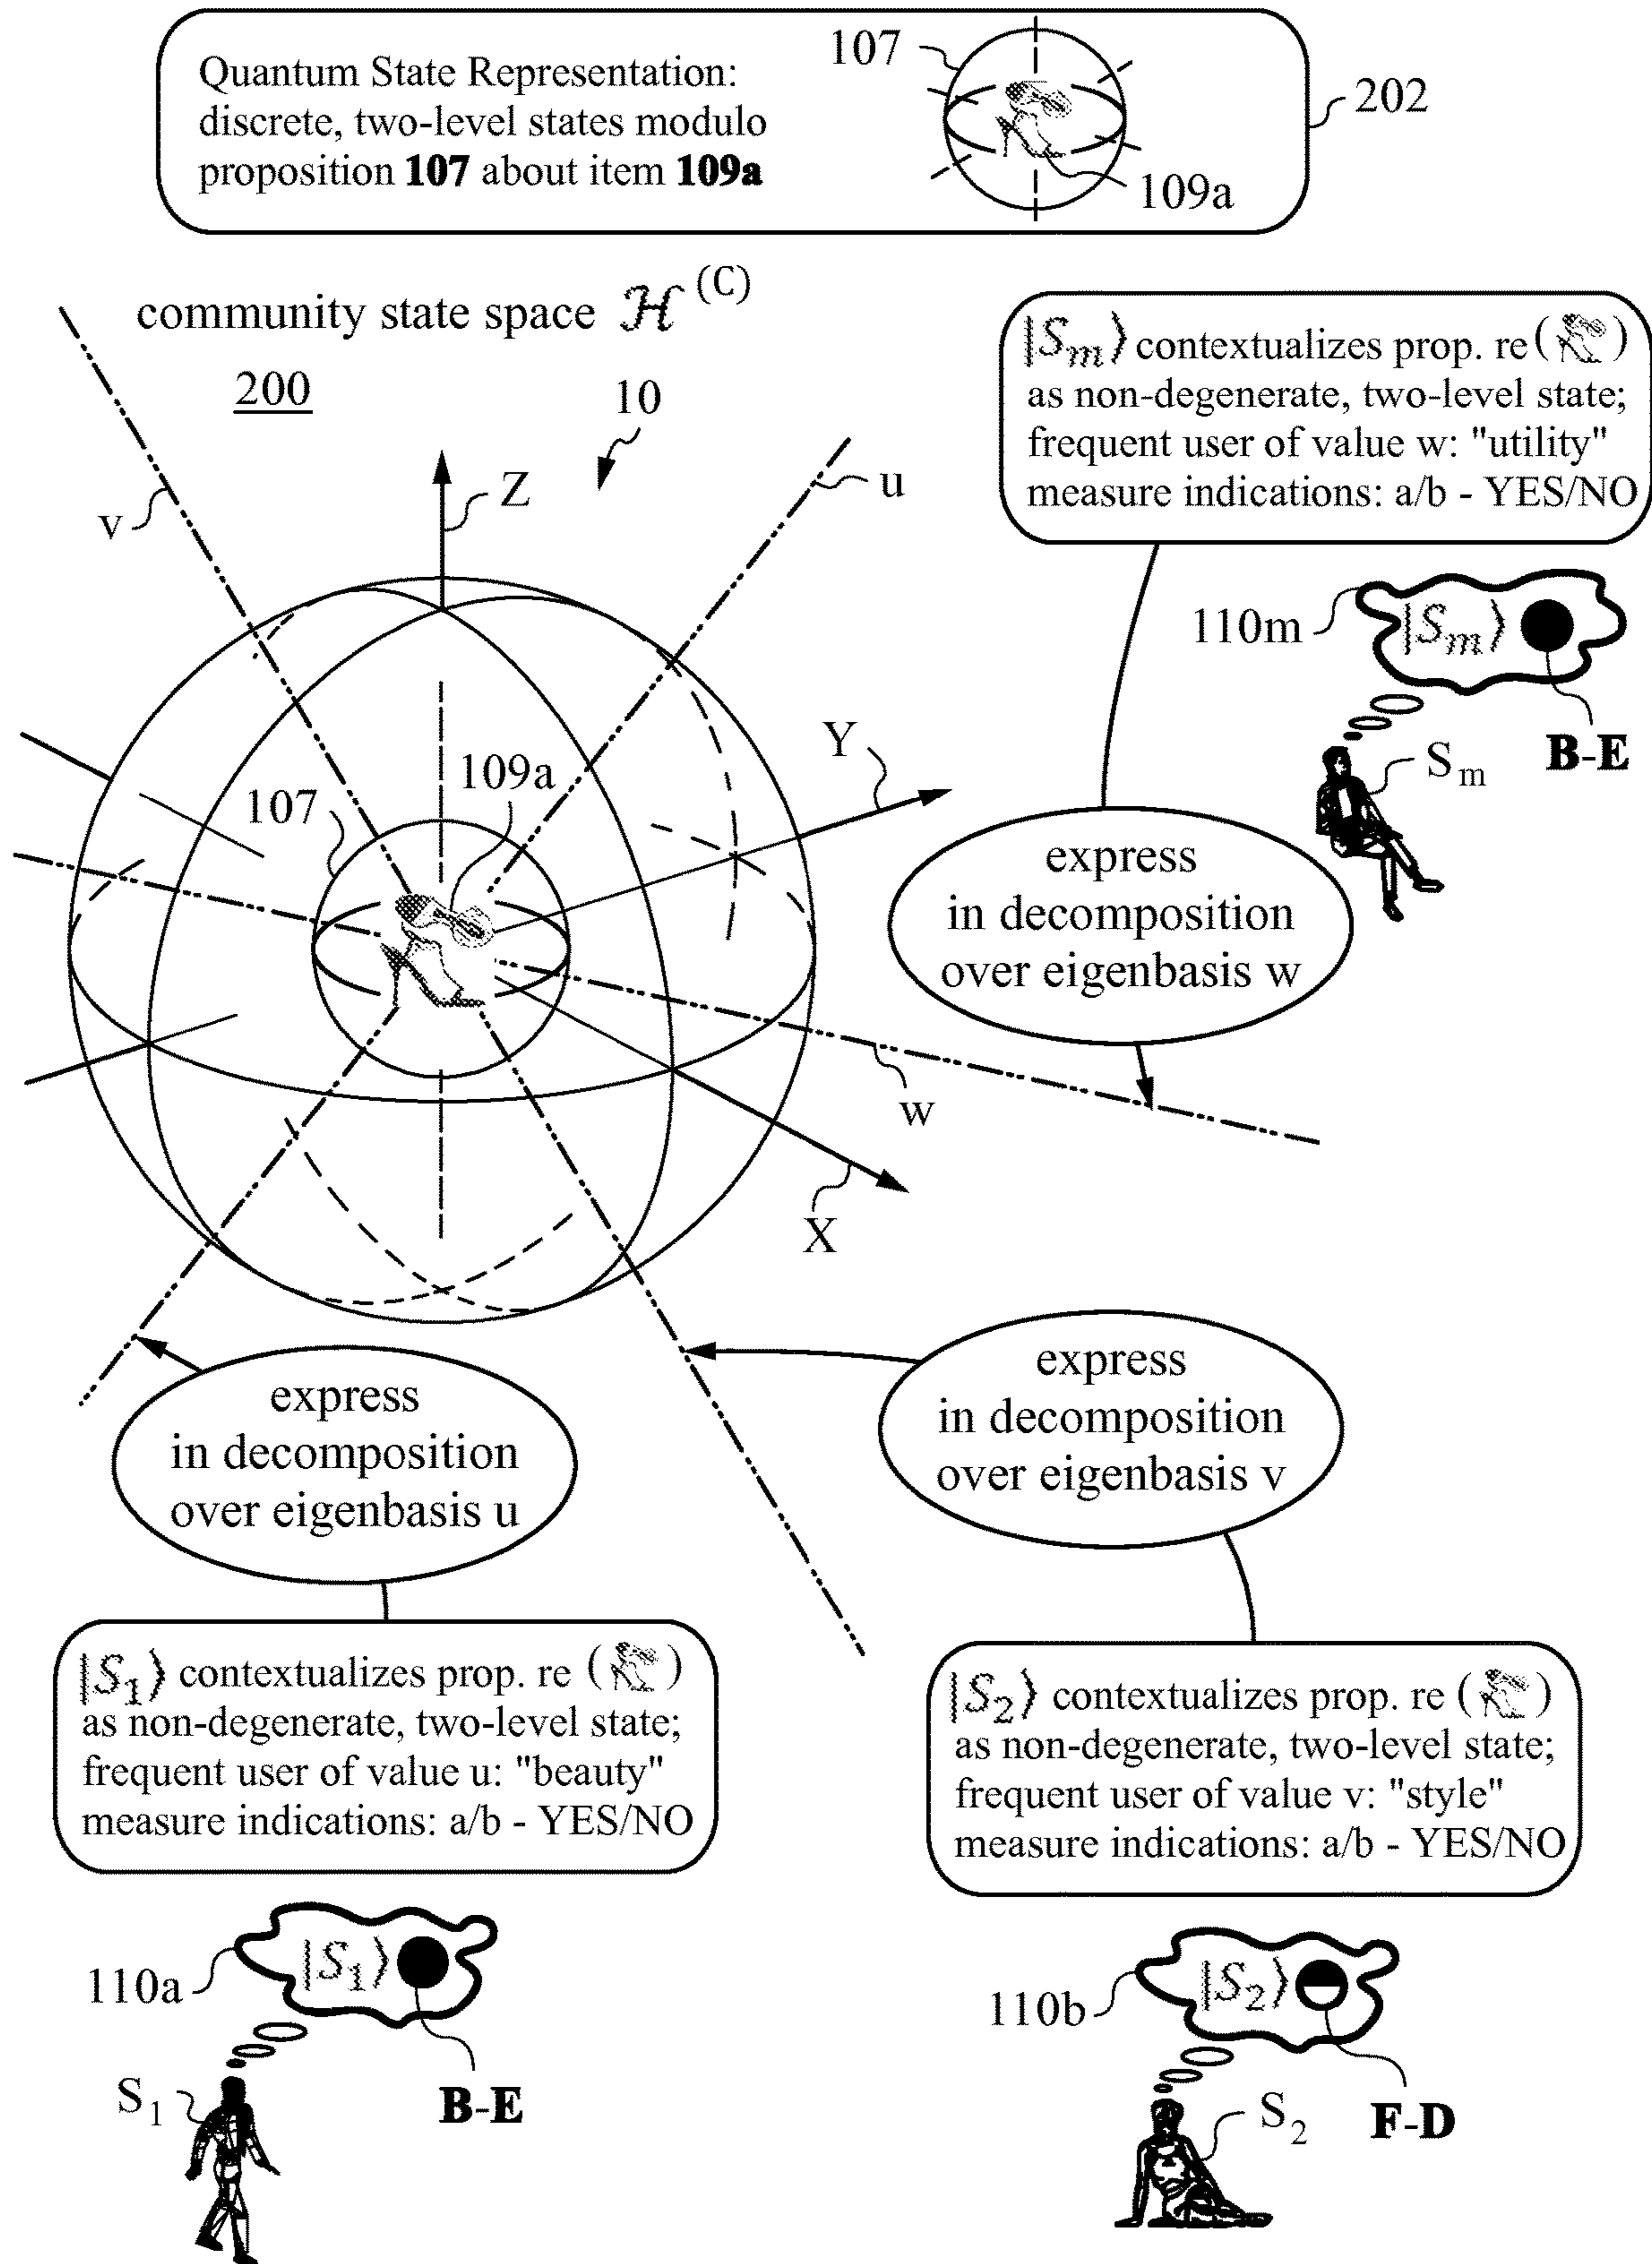 Quantum State Representation:
discrete, two-level states modulo
proposition 107 about item 109a
107
109a
202
community state space ℋ (C)
200
10
v
Z
u
|Sₘ⟩ contextualizes prop. re ( )
as non-degenerate, two-level state;
frequent user of value w: "utility"
measure indications: a/b - YES/NO
110m
|Sₘ⟩
B-E
Sₘ
Y
109a
107
express
in decomposition
over eigenbasis w
w
X
express
in decomposition
over eigenbasis u
express
in decomposition
over eigenbasis v
|S₁⟩ contextualizes prop. re ( )
as non-degenerate, two-level state;
frequent user of value u: "beauty"
measure indications: a/b - YES/NO
|S₂⟩ contextualizes prop. re ( )
as non-degenerate, two-level state;
frequent user of value v: "style"
measure indications: a/b - YES/NO
110a
|S₁⟩
S₁
B-E
110b
|S₂⟩
S₂
F-D